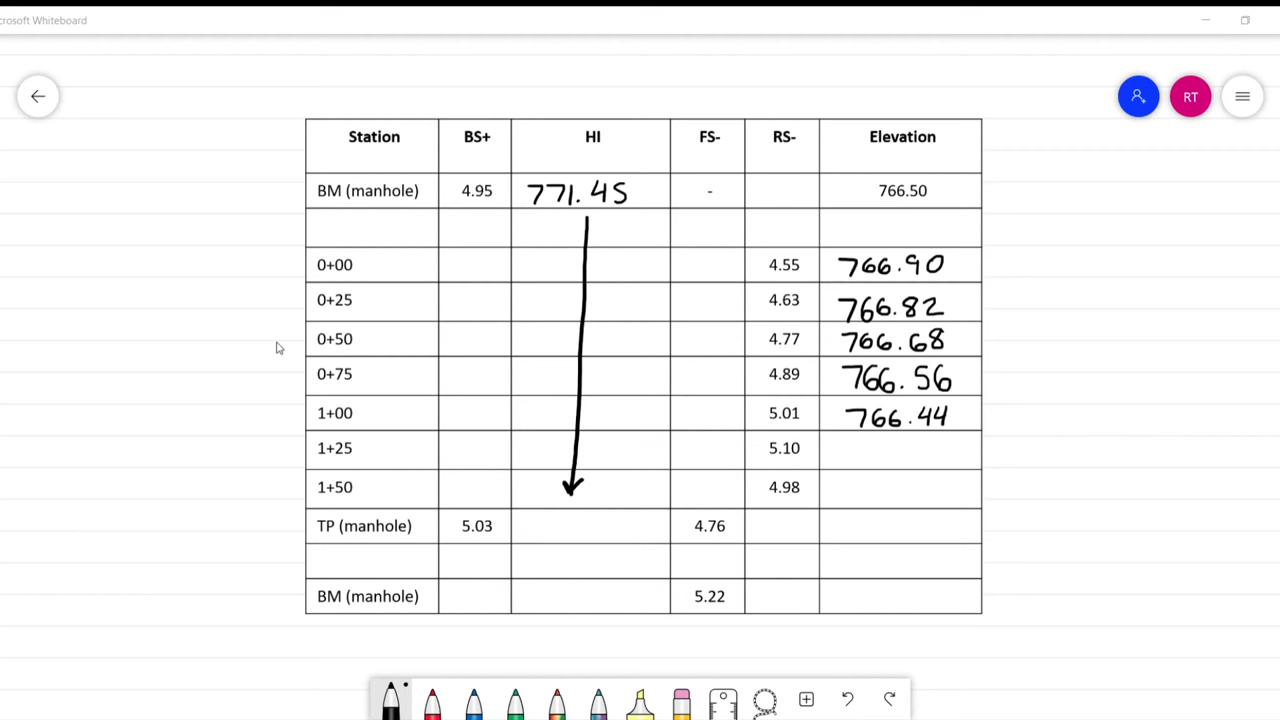 crosoft Whiteboard
RT
Station BS+ HI FS- RS- Elevation
BM (manhole) 4.95 771.45 - 766.50
0+00 4.55 766.90
0+25 4.63 766.82
0+50 4.77 766.68
0+75 4.89 766.56
1+00 5.01 766.44
1+25 5.10
1+50 4.98
TP (manhole) 5.03 4.76
BM (manhole) 5.22